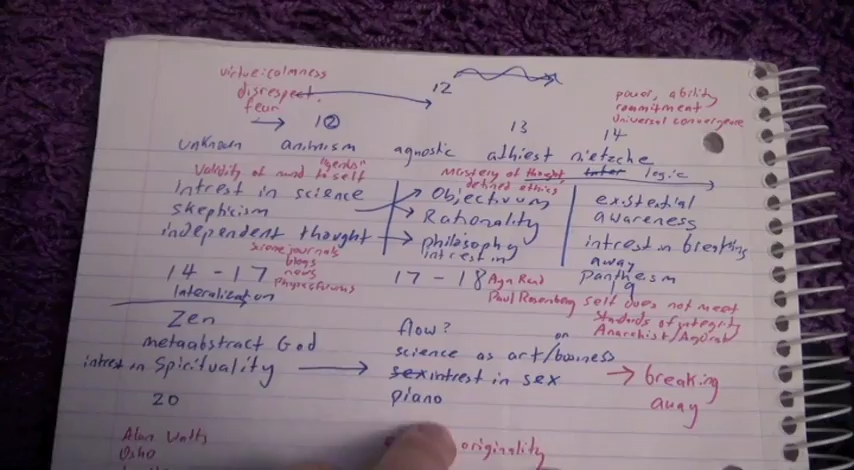 virtue: calmness
disrespect.
fear
12
power, ability
commitment
universal convergence
12
13
14
unknown animism agnostic athiest nietzche
Validity of mind to self
Mastery of thought,
defined ethics
logic
intrest in science
skepticism
independent thought
Objectivism
Rationality
philosophy
intrest in
existential
awareness
intrest in breaking
away
pantheism
science journals
blogs
news
physicsforums
14 - 17
17 - 18
Ayn Rand
Paul Rosenberg
19
self does not meet
standards of integrity
Anarchist/Agorist
lateralization
Zen
metaabstract God
intrest in Spirituality
20
flow?
science as art/business
or
sex intrest in sex
piano
breaking
away
Alan Watts
Osho
originality